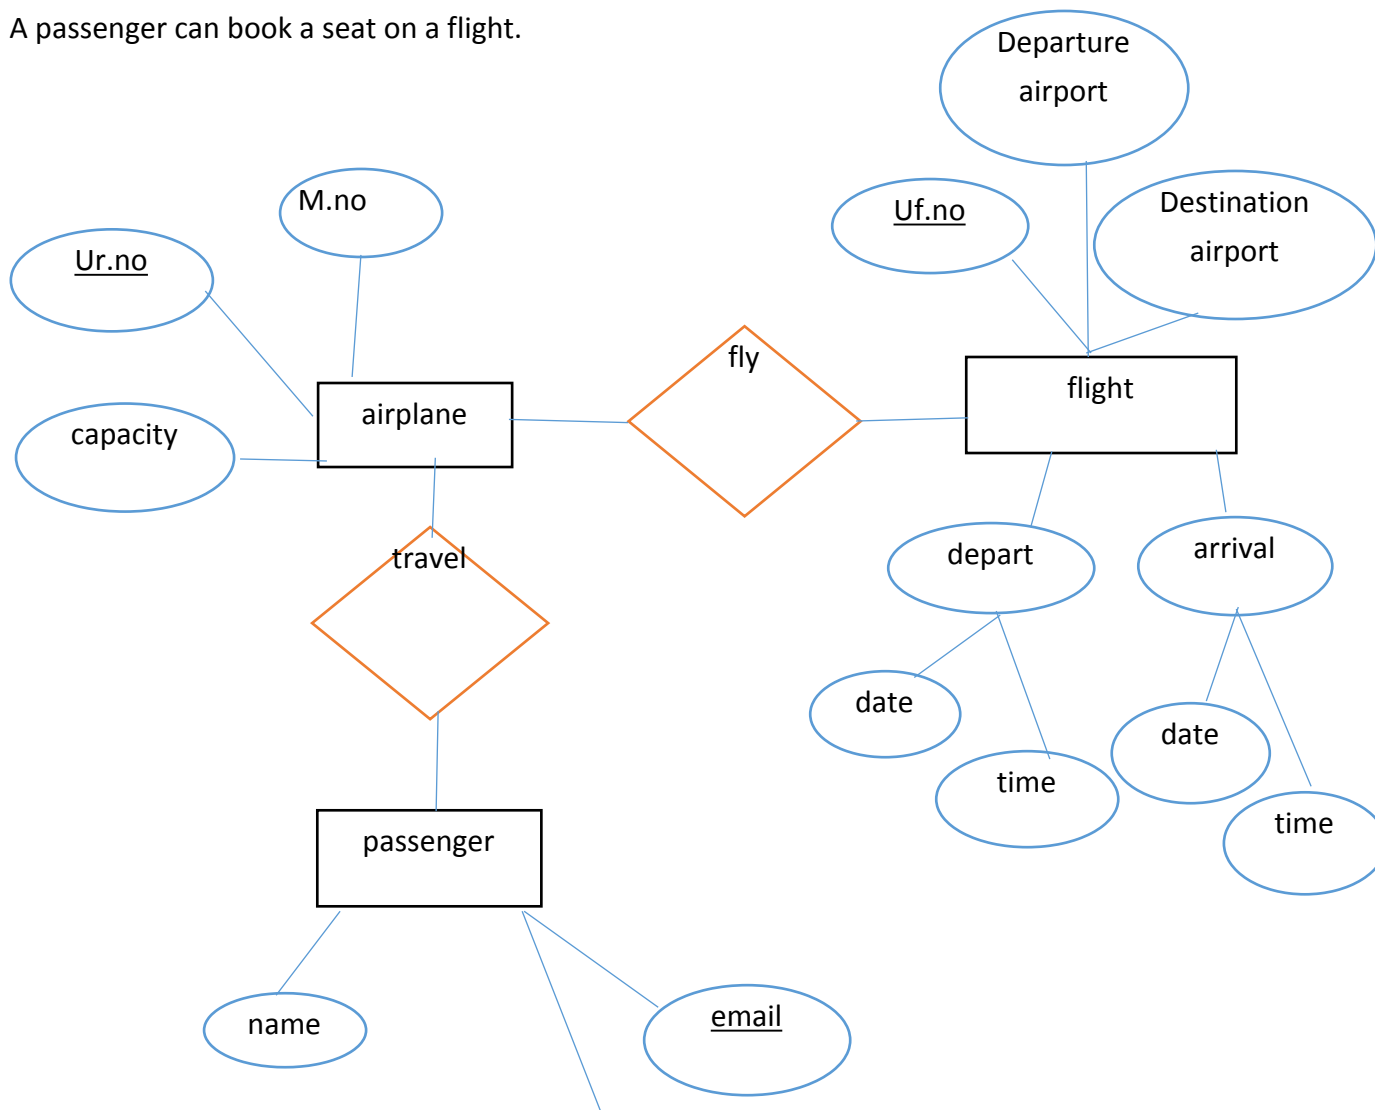 A passenger can book a seat on a flight.
Departure
airport
M.no
Uf.no
Destination
airport
Ur.no
fly
flight
airplane
capacity
travel
depart
arrival
date
date
time
time
passenger
name
email